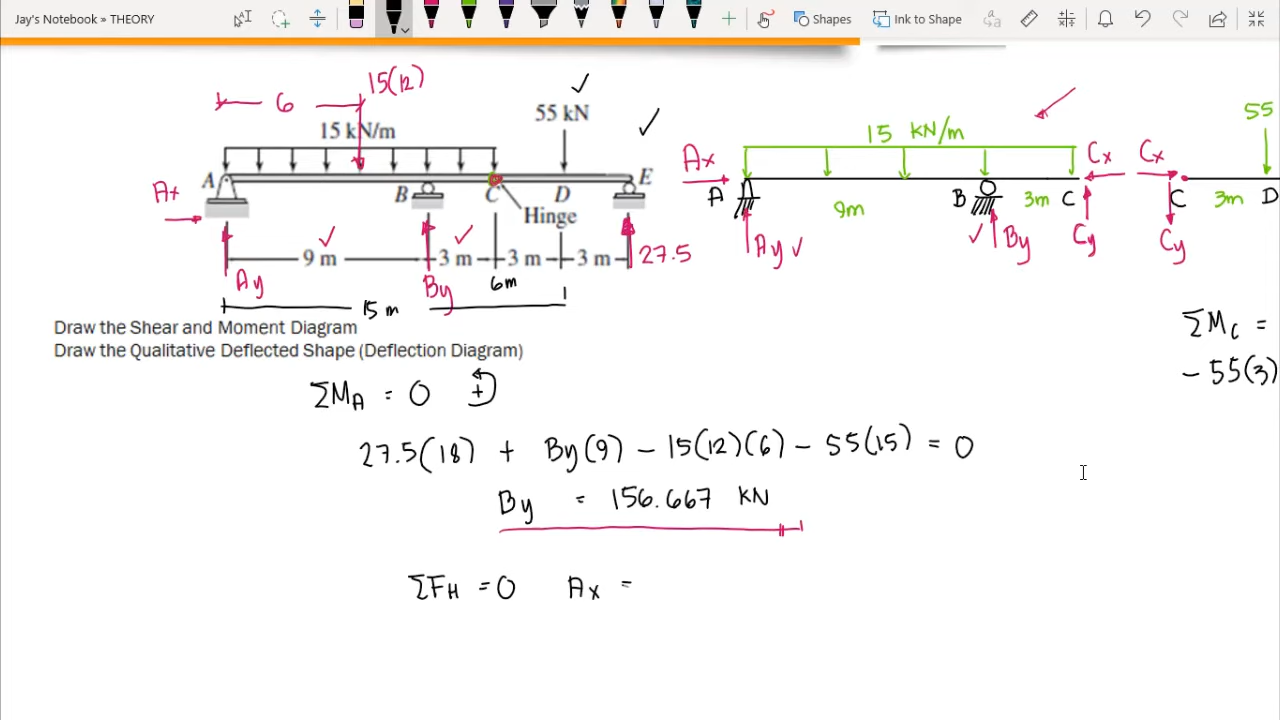 Jay's Notebook » THEORY
Shapes
Ink to Shape
15(12)
6
55 kN
15 kN/m
Ax
A
B
C
D
E
Hinge
9 m
3 m
3 m
3 m
27.5
Ay
By
6m
15 m
15 KN/m
Ax
A
9m
B
3m
C
Cx
Cx
55
C
3m
D
Ay
By
Cy
Cy
Draw the Shear and Moment Diagram
Draw the Qualitative Deflected Shape (Deflection Diagram)
ΣMc =
- 55(3)
ΣMA = 0 +
27.5(18) + By(9) - 15(12)(6) - 55(15) = 0
By = 156.667 KN
ΣFH = 0 Ax =